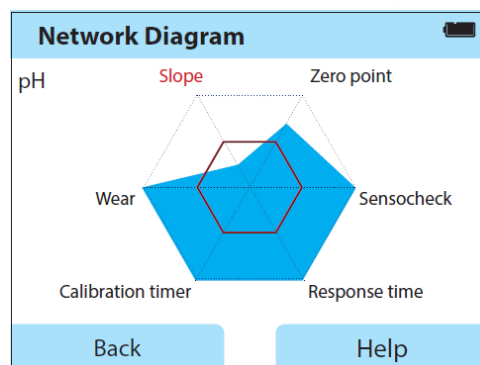 Network Diagram
pH
Slope
Zero point
Wear
Sensocheck
Calibration timer
Response time
Back
Help